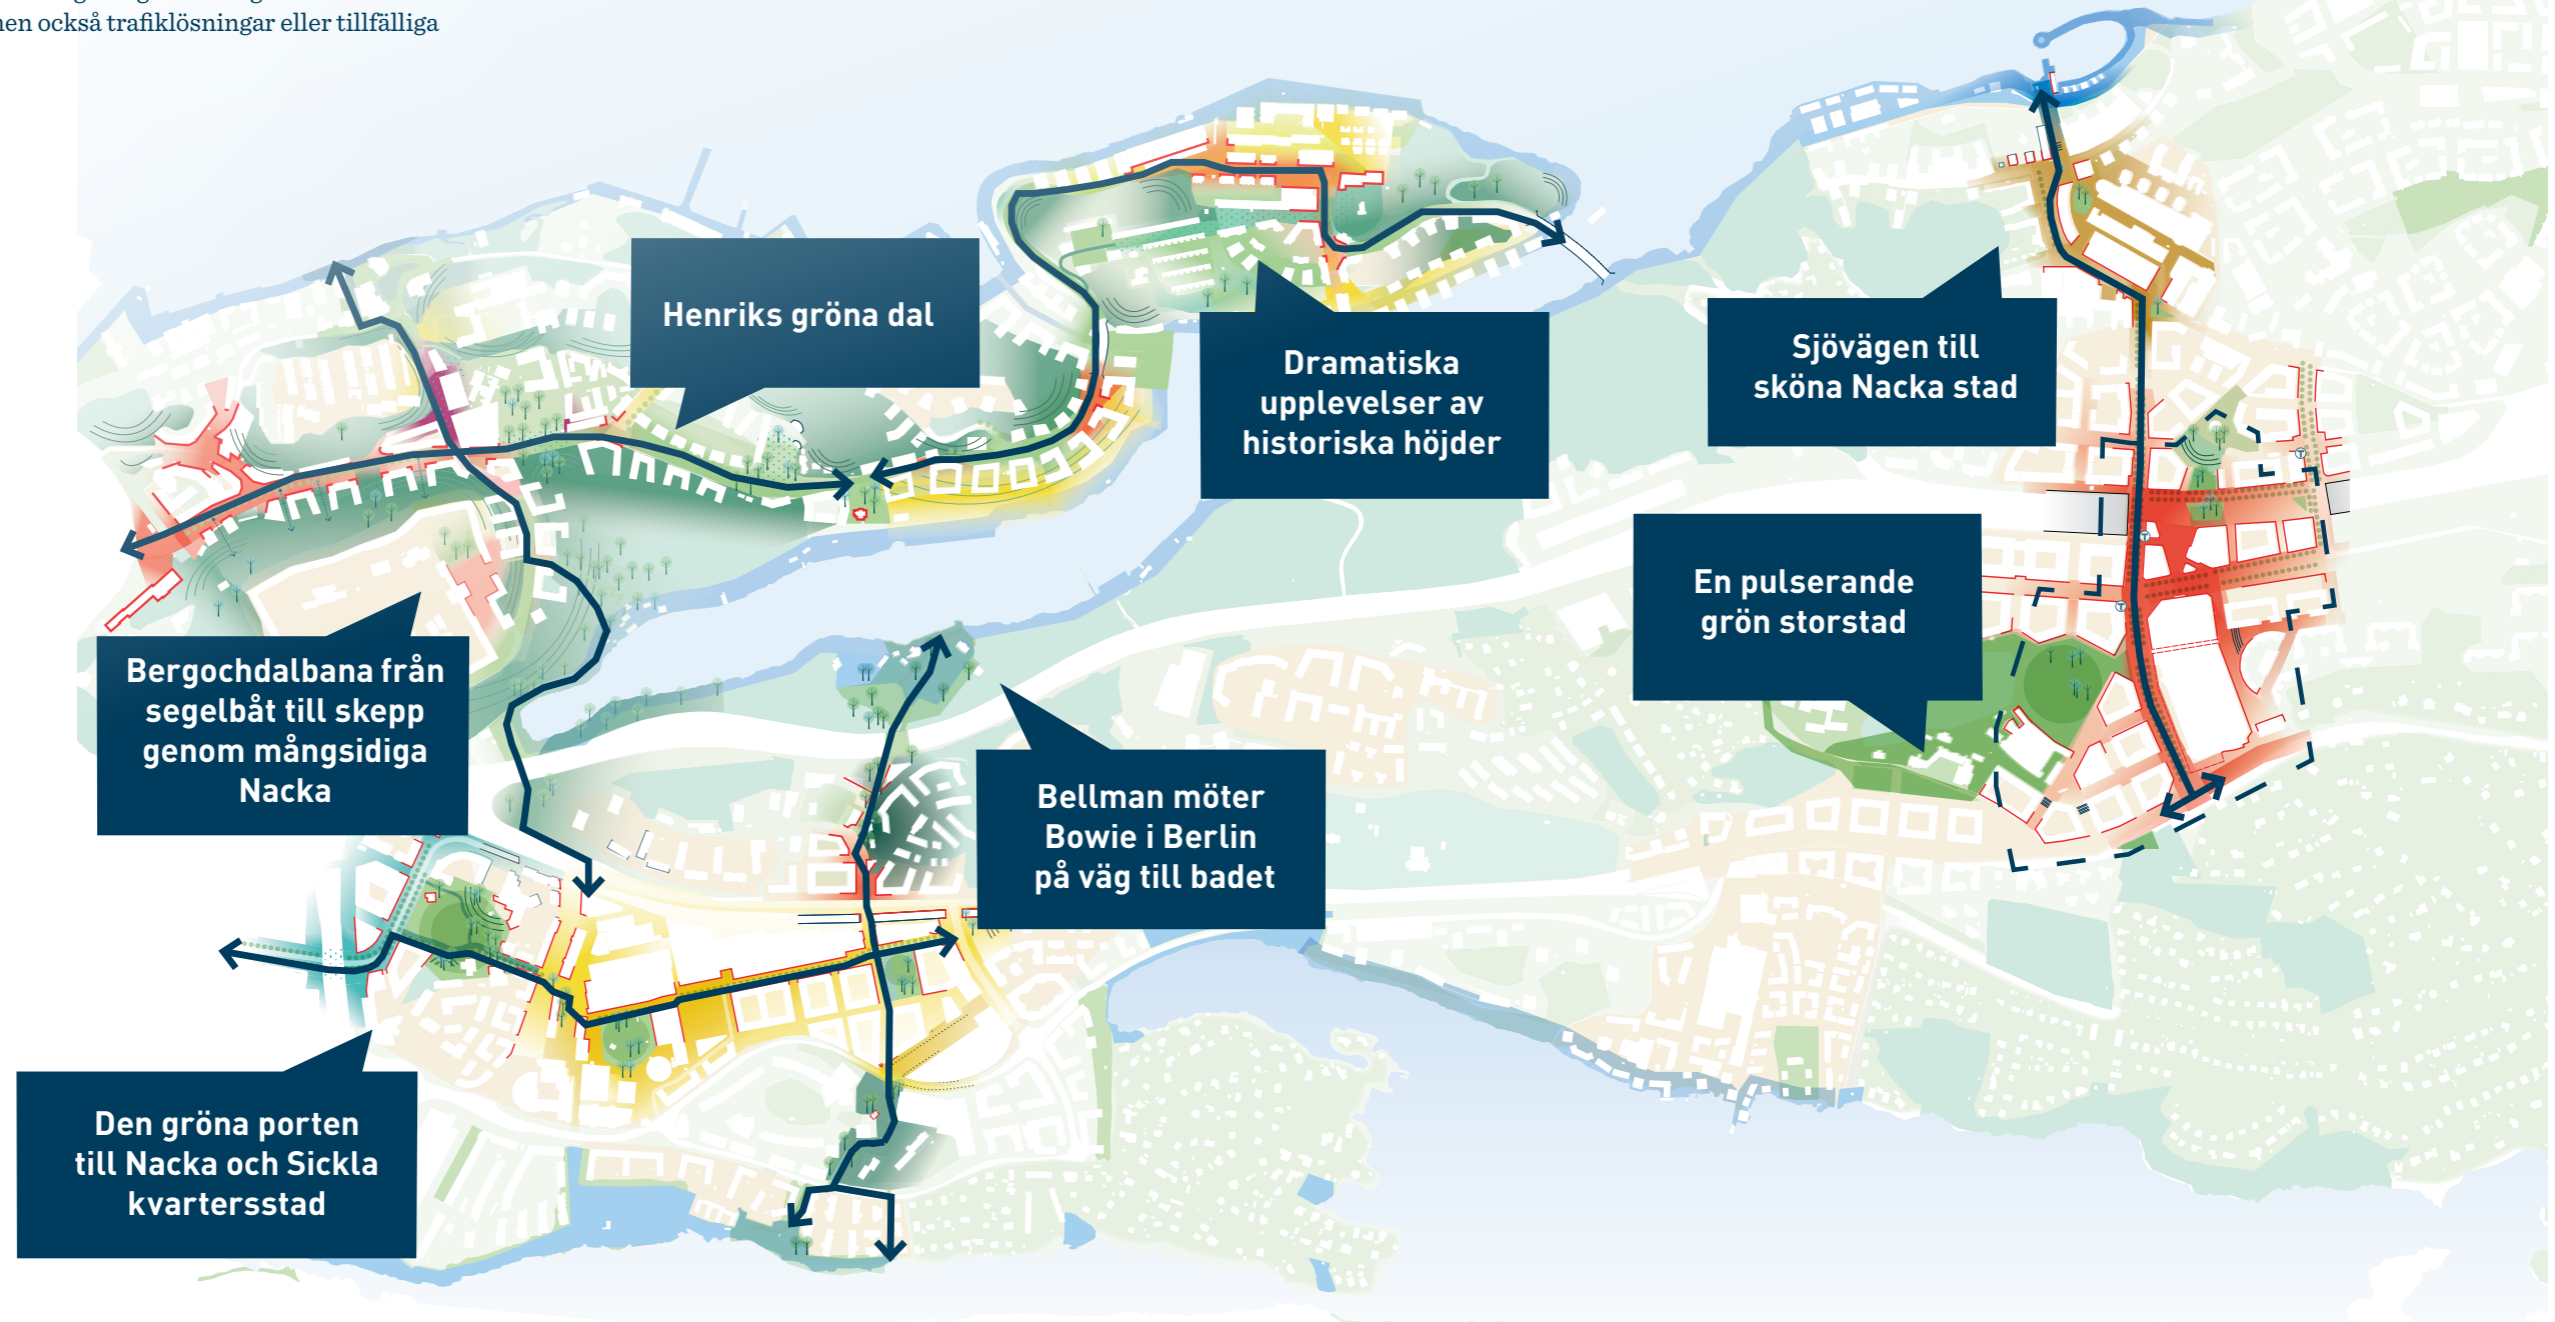 också trafiklösningar eller tillfälliga
Henriks gröna dal
Dramatiska
upplevelser av
historiska höjder
Sjövägen till
sköna Nacka stad
En pulserande
grön storstad
Bergochdalbana från
segelbåt till skepp
genom mångsidiga
Nacka
Bellman möter
Bowie i Berlin
på väg till badet
Den gröna porten
till Nacka och Sickla
kvartersstad
T
T
T